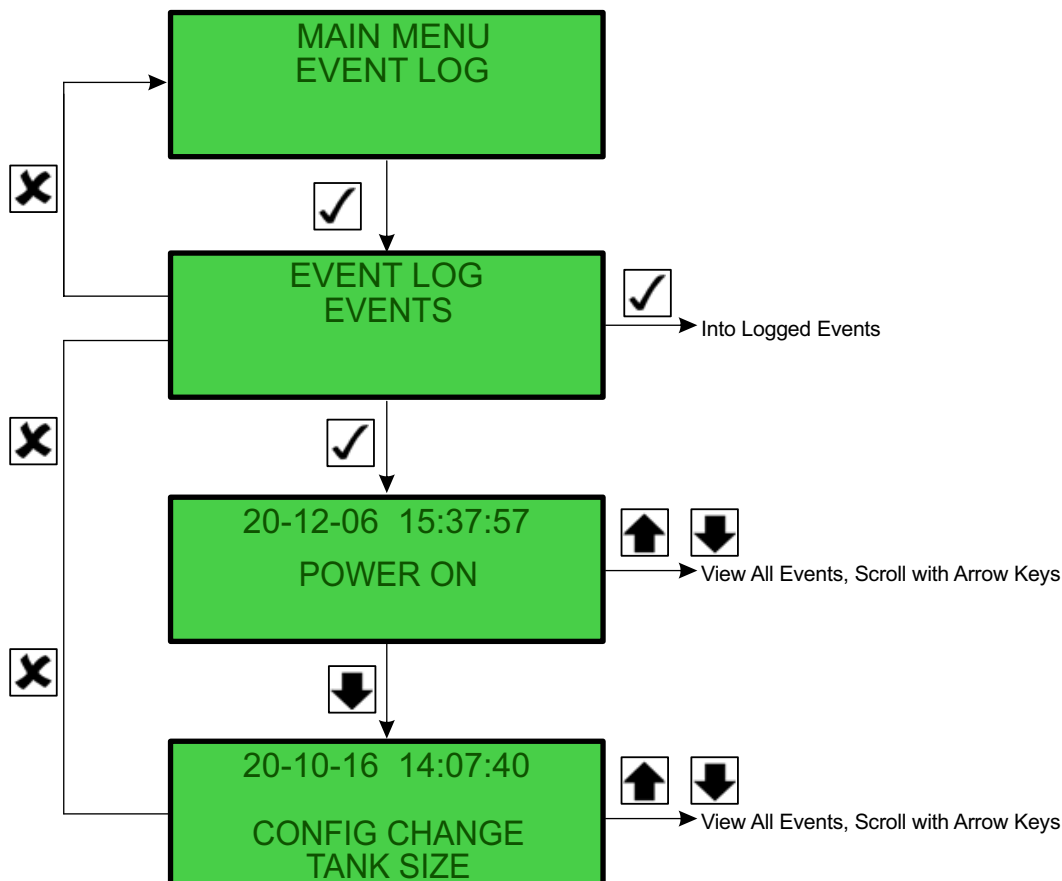 MAIN MENU
EVENT LOG
EVENT LOG
EVENTS
Into Logged Events
20-12-06 15:37:57
POWER ON
View All Events, Scroll with Arrow Keys
20-10-16 14:07:40
CONFIG CHANGE
TANK SIZE
View All Events, Scroll with Arrow Keys